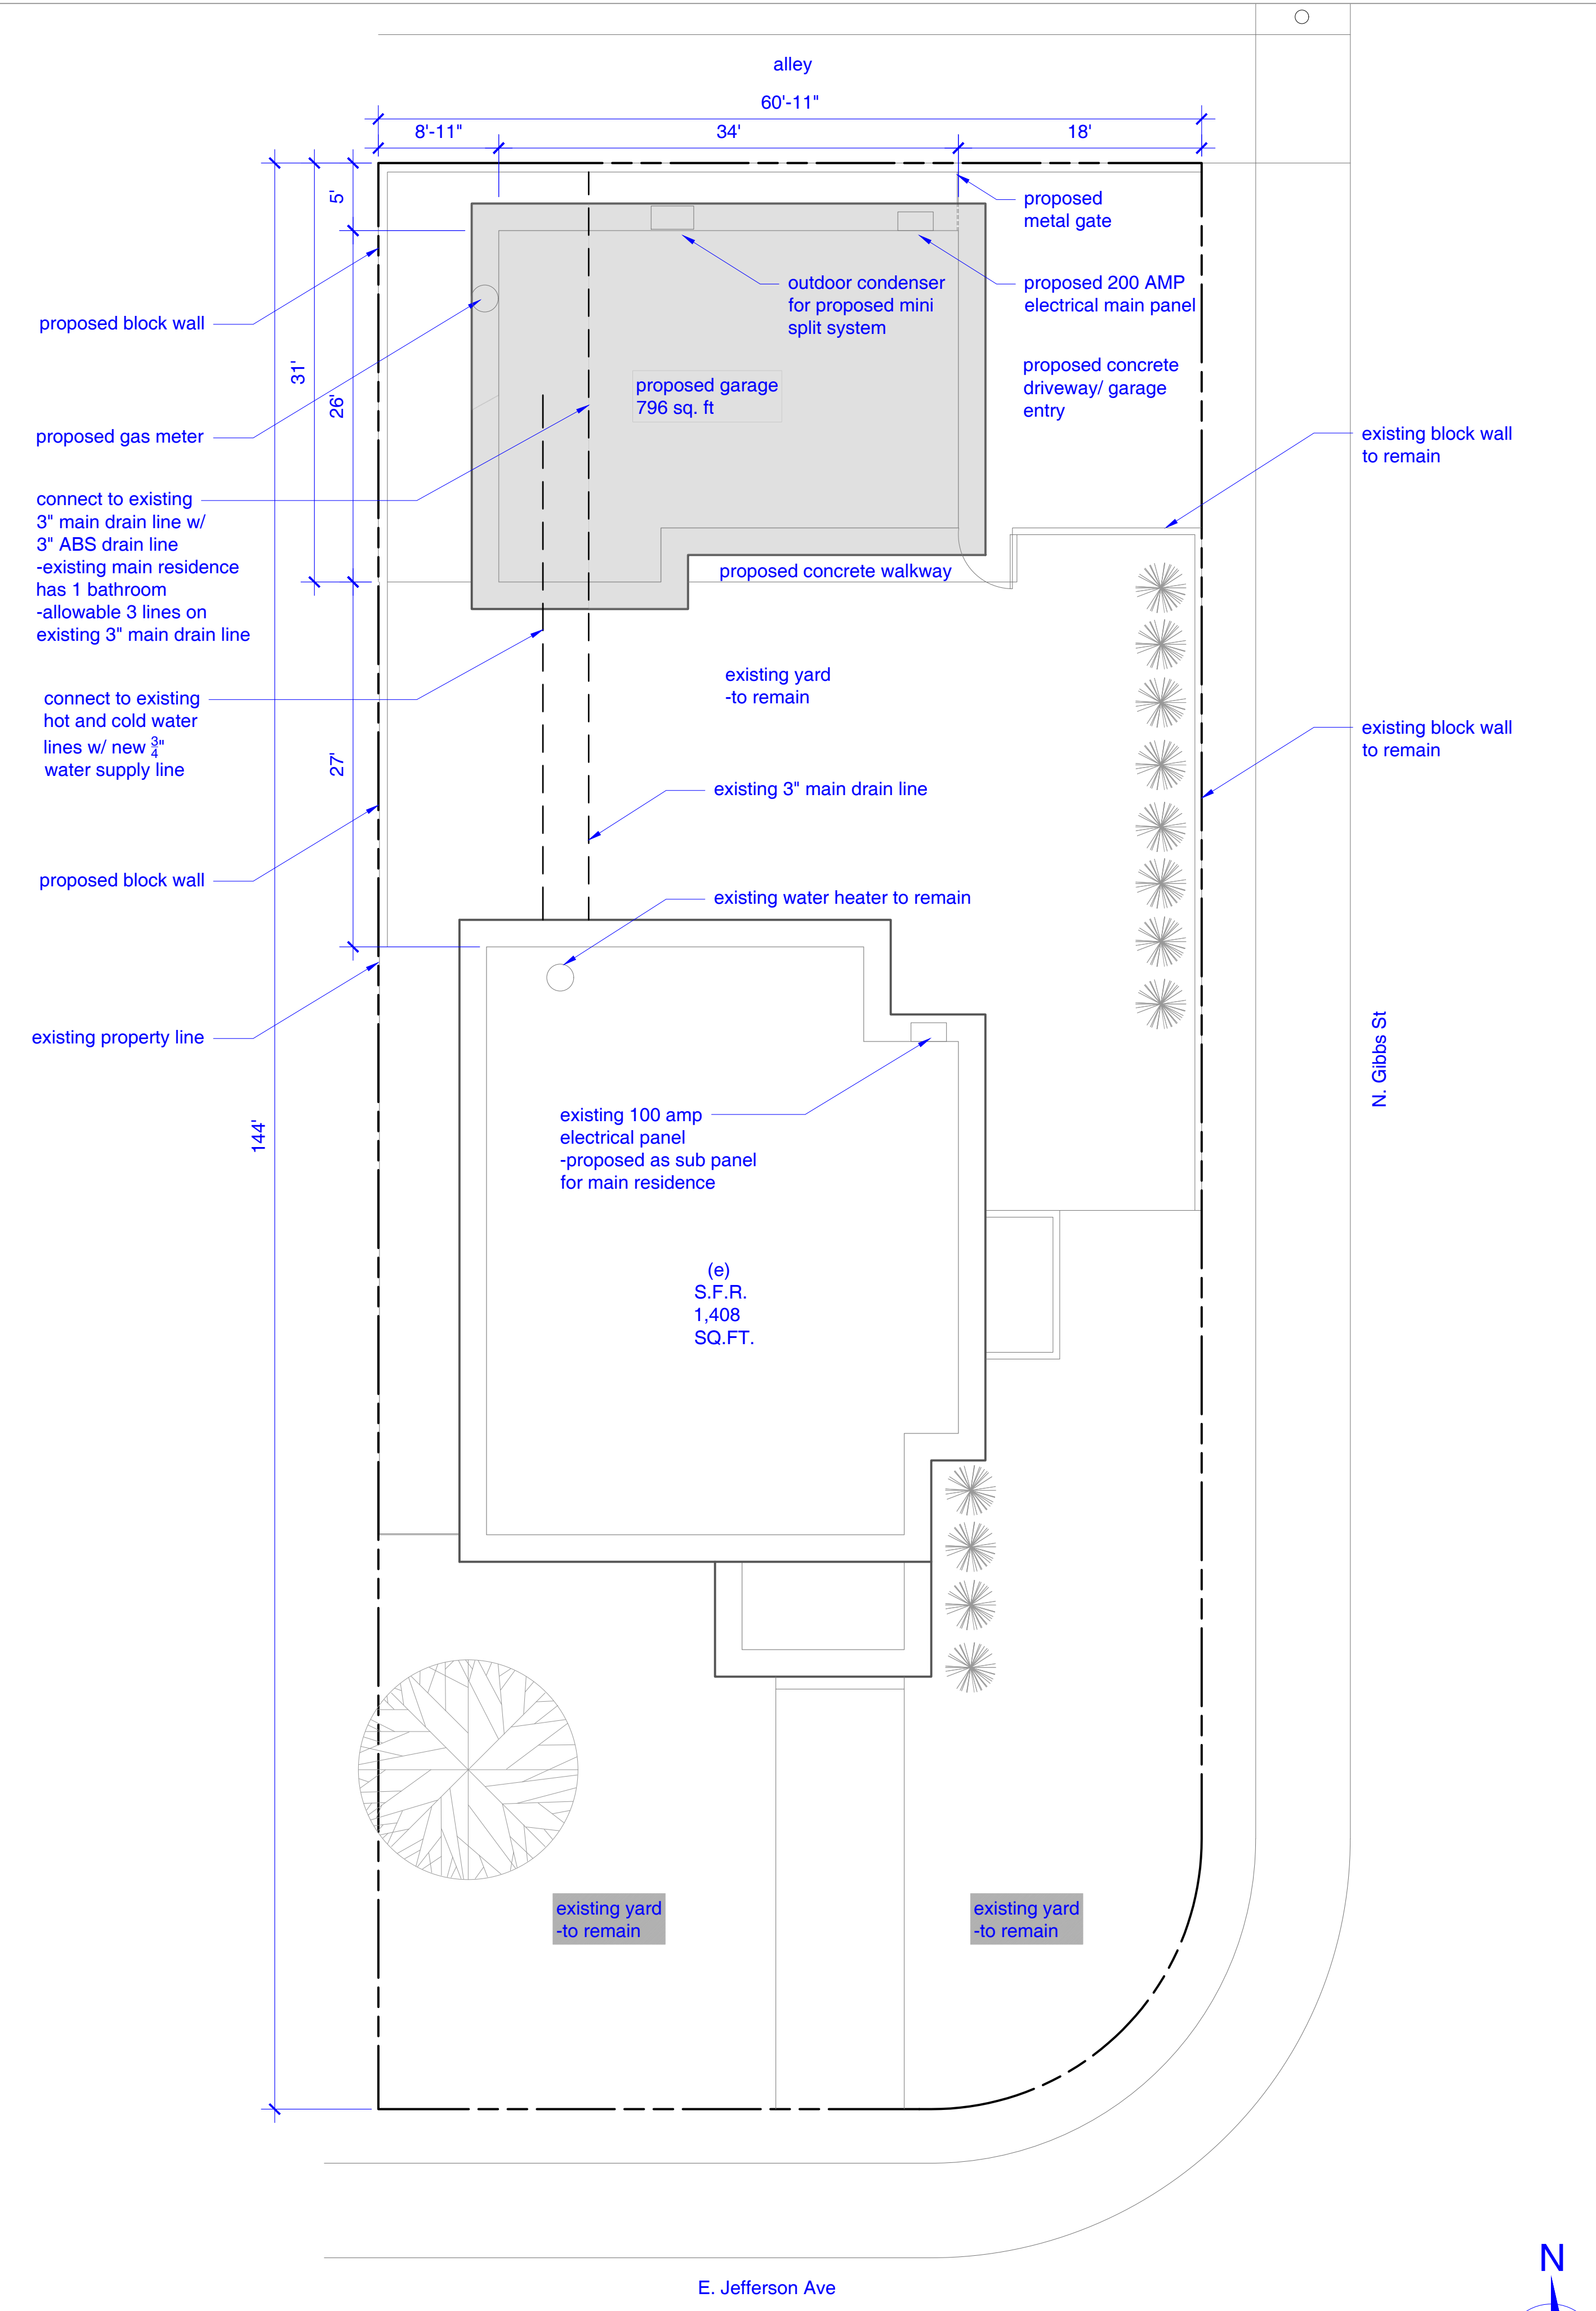 alley
60'-11"
8'-11"
34'
18'
5'
31'
26'
27'
144'
proposed
metal gate
outdoor condenser
for proposed mini
split system
proposed 200 AMP
electrical main panel
proposed block wall
proposed garage
796 sq. ft
proposed concrete
driveway/ garage
entry
proposed gas meter
existing block wall
to remain
connect to existing
3" main drain line w/
3" ABS drain line
-existing main residence
has 1 bathroom
-allowable 3 lines on
existing 3" main drain line
proposed concrete walkway
existing yard
-to remain
connect to existing
hot and cold water
lines w/ new 3/4"
water supply line
existing block wall
to remain
existing 3" main drain line
proposed block wall
existing water heater to remain
existing property line
N. Gibbs St
existing 100 amp
electrical panel
-proposed as sub panel
for main residence
(e)
S.F.R.
1,408
SQ.FT.
existing yard
-to remain
existing yard
-to remain
N
E. Jefferson Ave